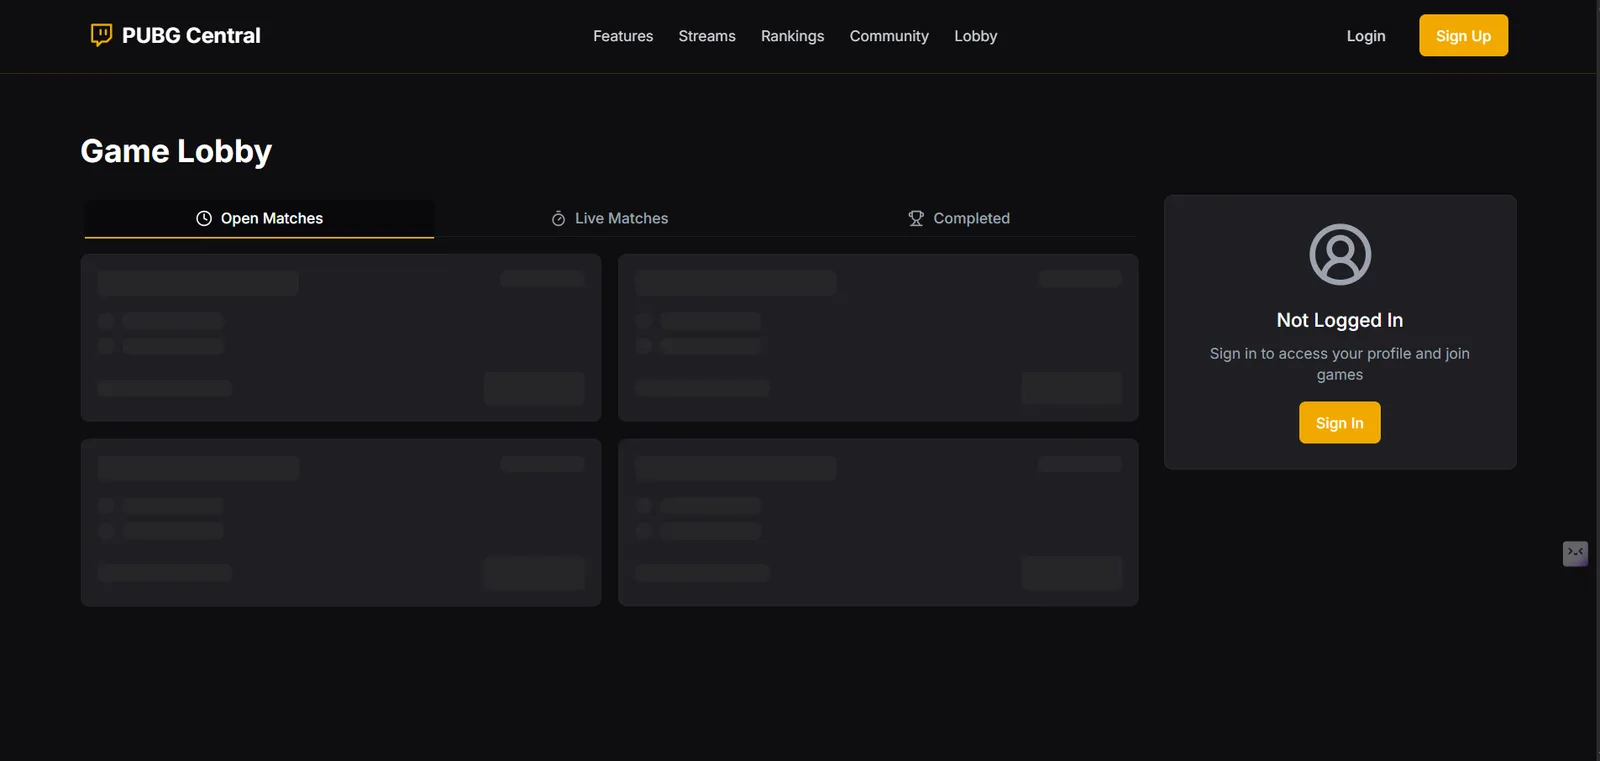 PUBG Central
Features
Streams
Rankings
Community
Lobby
Login
Sign Up
Game Lobby
Open Matches
Live Matches
Completed
Not Logged In
Sign in to access your profile and join
games
Sign In